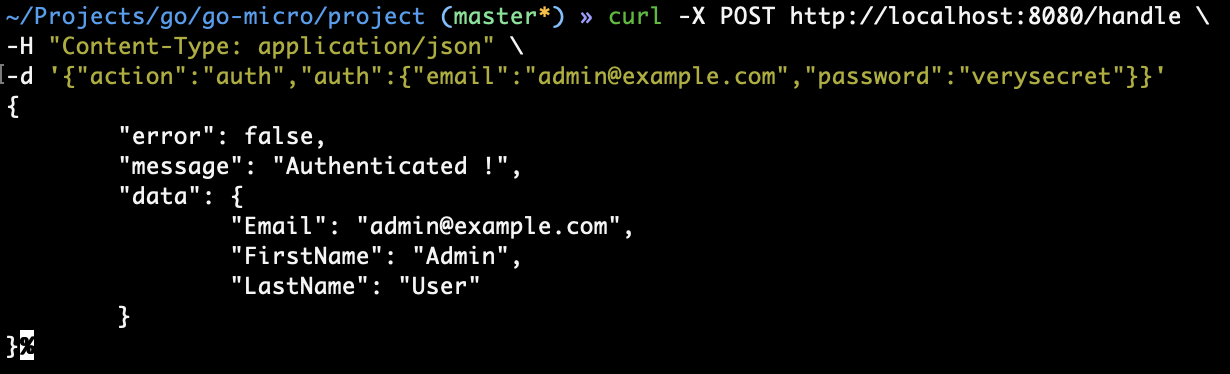 ~/Projects/go/go-micro/project (master*) » curl -X POST http://localhost:8080/handle \
-H "Content-Type: application/json" \
-d '{"action":"auth","auth":{"email":"admin@example.com","password":"verysecret"}}'
{
        "error": false,
        "message": "Authenticated !",
        "data": {
                "Email": "admin@example.com",
                "FirstName": "Admin",
                "LastName": "User"
        }
}%